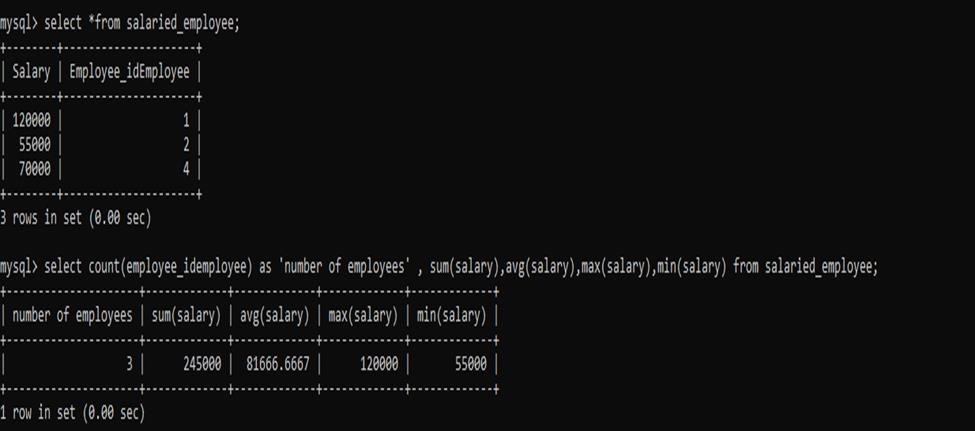 mysql> select *from salaried_employee;
+--------+---------------------+
| Salary | Employee_idEmployee |
+--------+---------------------+
| 120000 |                   1 |
|  55000 |                   2 |
|  70000 |                   4 |
+--------+---------------------+
3 rows in set (0.00 sec)
mysql> select count(employee_idemployee) as 'number of employees' , sum(salary),avg(salary),max(salary),min(salary) from salaried_employee;
+---------------------+-------------+-------------+-------------+-------------+
| number of employees | sum(salary) | avg(salary) | max(salary) | min(salary) |
+---------------------+-------------+-------------+-------------+-------------+
|                   3 |      245000 |  81666.6667 |      120000 |       55000 |
+---------------------+-------------+-------------+-------------+-------------+
1 row in set (0.00 sec)